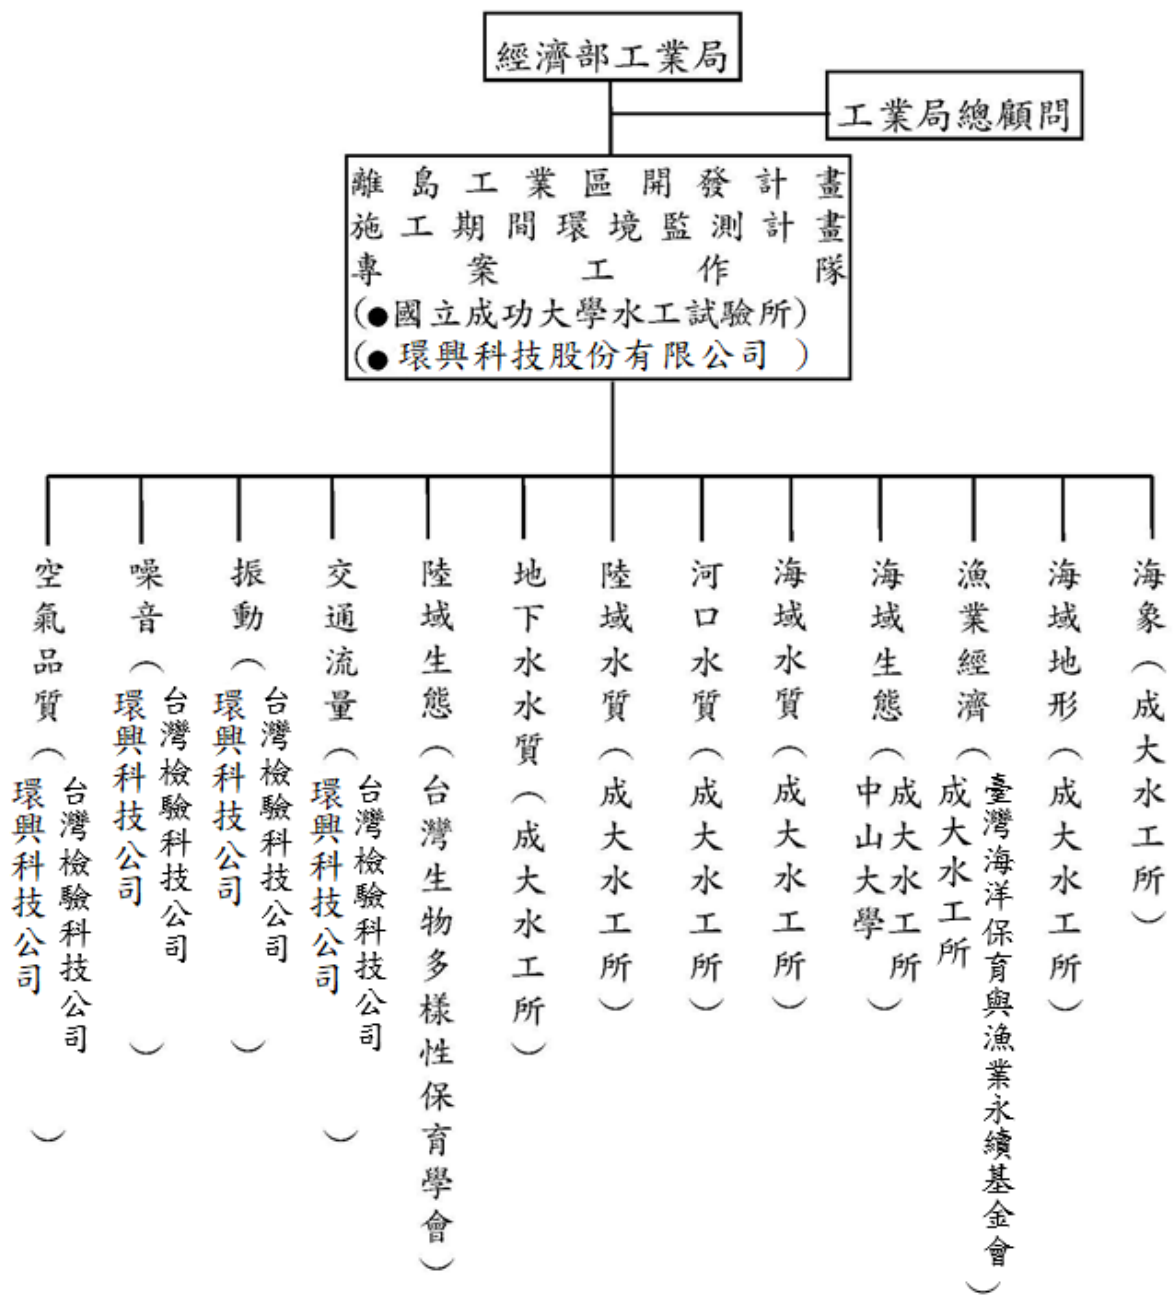 經濟部工業局
工業局總顧問
離島工業區開發計畫
施工期間環境監測計畫
專案工作隊
(●國立成功大學水工試驗所)
(●環興科技股份有限公司 )
空氣品質（環興科技公司
台灣檢驗科技公司）
噪音（環興科技公司
台灣檢驗科技公司）
振動（環興科技公司
台灣檢驗科技公司）
交通流量（環興科技公司
台灣檢驗科技公司）
陸域生態（台灣生物多樣性保育學會）
地下水水質（成大水工所）
陸域水質（成大水工所）
河口水質（成大水工所）
海域水質（成大水工所）
海域生態（中山大學
成大水工所）
漁業經濟（成大水工所
臺灣海洋保育與漁業永續基金會）
海域地形（成大水工所）
海象（成大水工所）